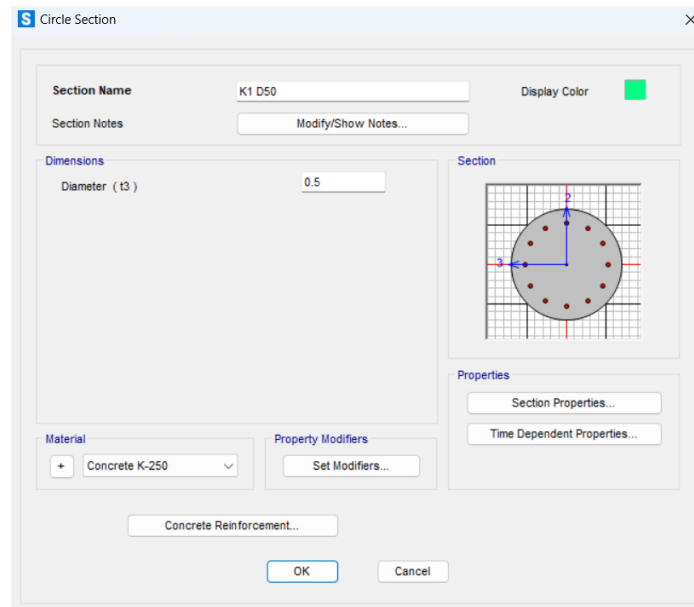 S Circle Section
Section Name K1 D50 Display Color
Section Notes Modify/Show Notes...
Dimensions
Diameter ( t3 ) 0.5
Section
2
3
Properties
Section Properties...
Time Dependent Properties...
Material
+ Concrete K-250
Property Modifiers
Set Modifiers...
Concrete Reinforcement...
OK Cancel